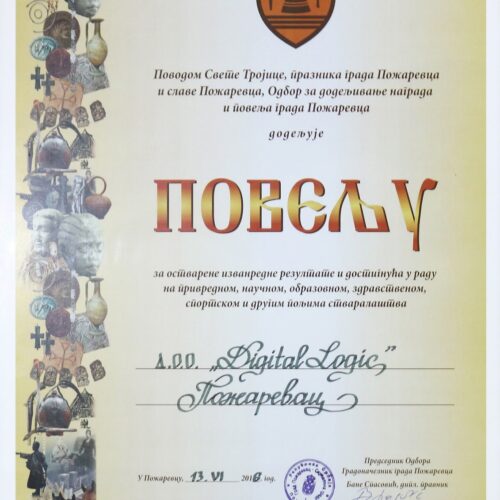 Поводом Свете Тројице, празника града Пожаревца
и славе Пожаревца, Одбор за додељивање награда
и повеља града Пожаревца
додељује
ПОВЕЉУ
за остварене изванредне резултате и достигнућа у раду
на привредном, научном, образовном, здравственом,
спортском и другим пољима стваралаштва
д.о.о. „Digital Logic”
Пожаревац
Председник Одбора
Градоначелник града Пожаревца
Бане Спасовић, дипл. правник
У Пожаревцу, 13. VI 2016 год.